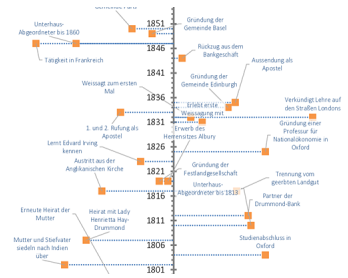 Gemeinde Paris
1851
Gründung der
Gemeinde Basel
Unterhaus-
Abgeordneter bis 1860
1846
Rückzug aus dem
Bankgeschäft
Tätigkeit in Frankreich
1841
Aussendung als
Apostel
Weissagt zum ersten
Mal
Gründung der
Gemeinde Edinburgh
1836
Verkündigt Lehre auf
den Straßen Londons
Erlebt erste
Weissagung mit
1831
1. und 2. Rufung als
Apostel
Erwerb des
Herrensitzes Albury
Gründung einer
Professur für
Nationalökonomie in
Oxford
1826
Lernt Edward Irving
kennen
Austritt aus der
Anglikanischen Kirche
1821
Gründung der
Festlandgesellschaft
Trennung vom
geerbten Landgut
Unterhaus-
Abgeordneter bis 1813
1816
Partner der
Drummond-Bank
Erneute Heirat der
Mutter
Heirat mit Lady
Henrietta Hay-
Drummond
1811
Mutter und Stiefvater
siedeln nach Indien
über
1806
Studienabschluss in
Oxford
1801